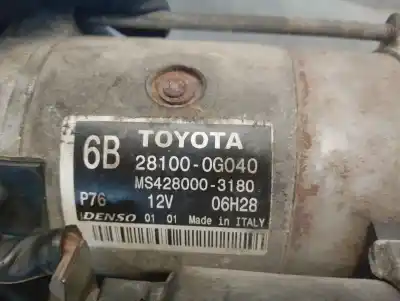 6B TOYOTA
28100-0G040
MS428000-3180
P76 12V 06H28
DENSO 01 01 Made in ITALY